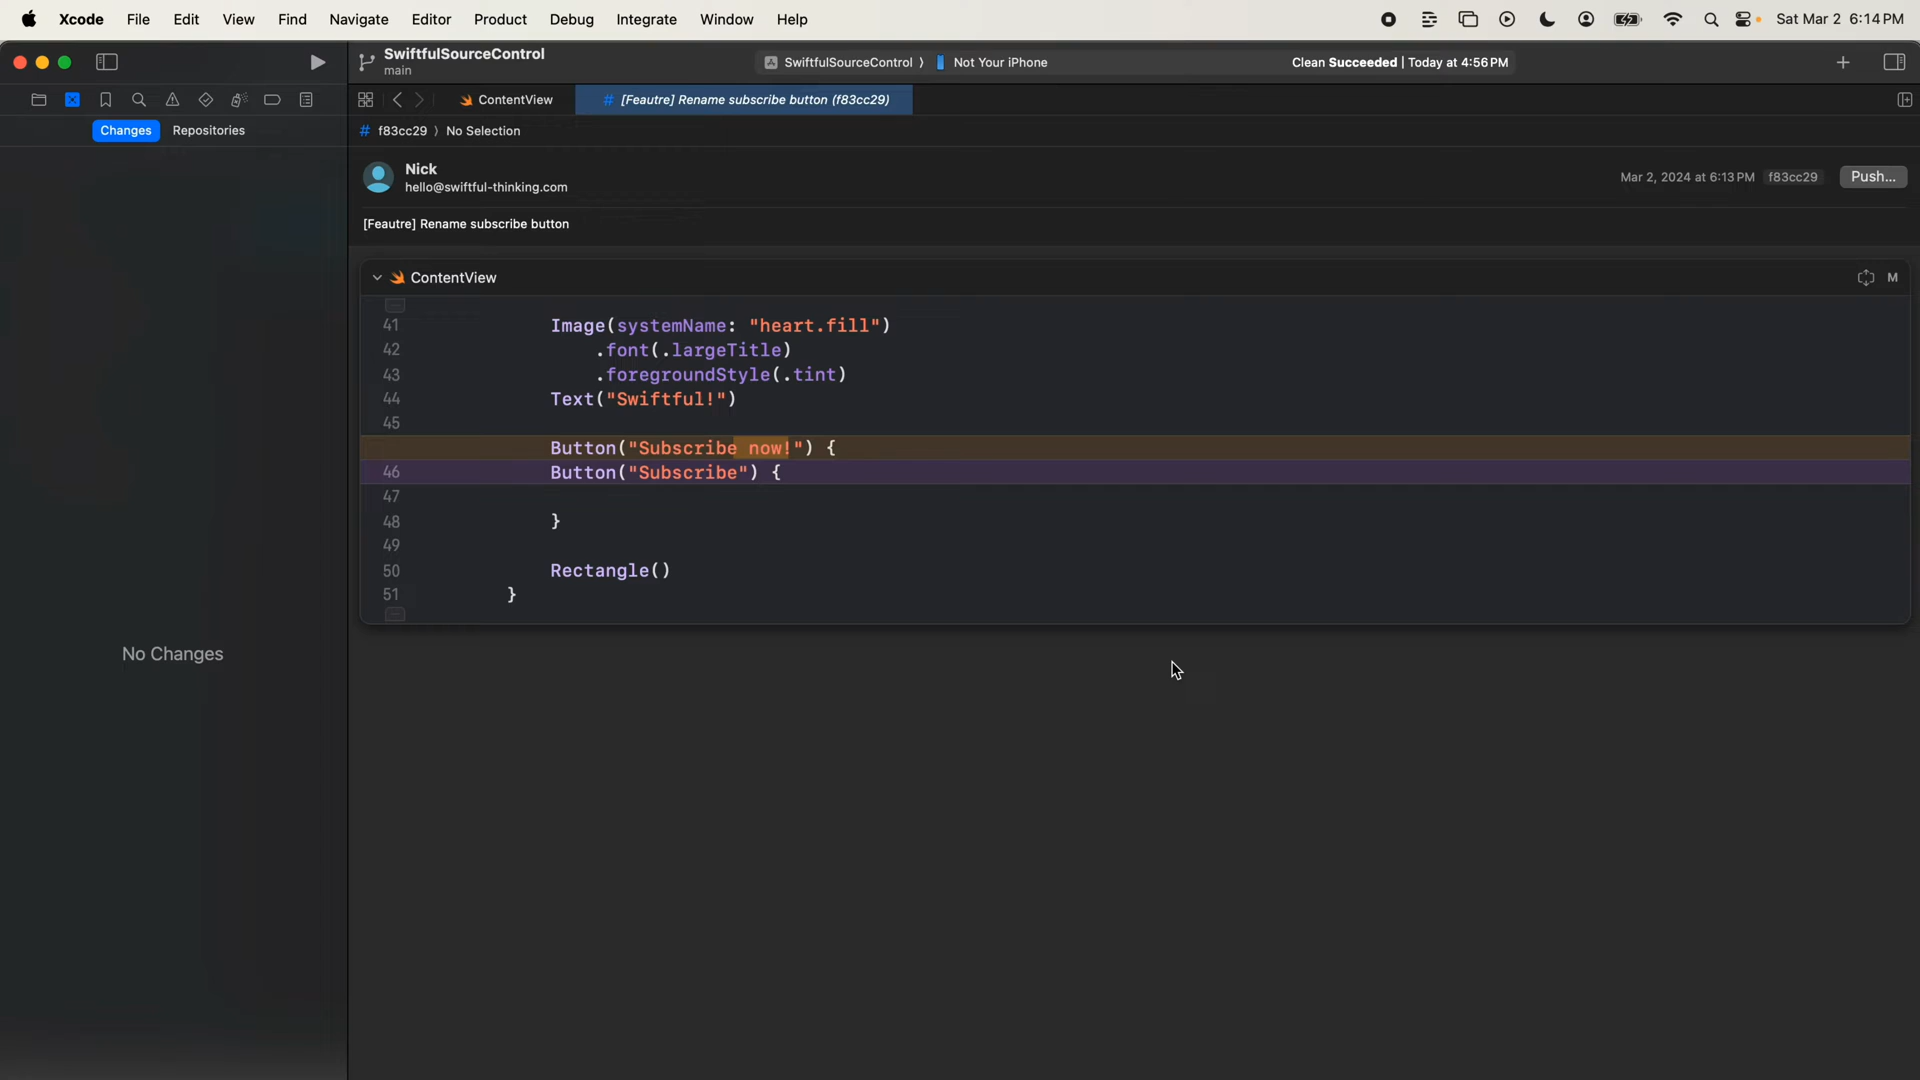 Xcode File Edit View Find Navigate Editor Product Debug Integrate Window Help Sat Mar 2 6:14 PM
SwiftfulSourceControl
main
SwiftfulSourceControl ⟩ Not Your iPhone
Clean Succeeded | Today at 4:56 PM
ContentView
# [Feautre] Rename subscribe button (f83cc29)
Changes Repositories
# f83cc29 ⟩ No Selection
Nick
hello@swiftful-thinking.com
Mar 2, 2024 at 6:13 PM f83cc29 Push...
[Feautre] Rename subscribe button
ContentView
M
41 Image(systemName: "heart.fill")
42 .font(.largeTitle)
43 .foregroundStyle(.tint)
44 Text("Swiftful!")
45
Button("Subscribe now!") {
46 Button("Subscribe") {
47
48 }
49
50 Rectangle()
51 }
No Changes